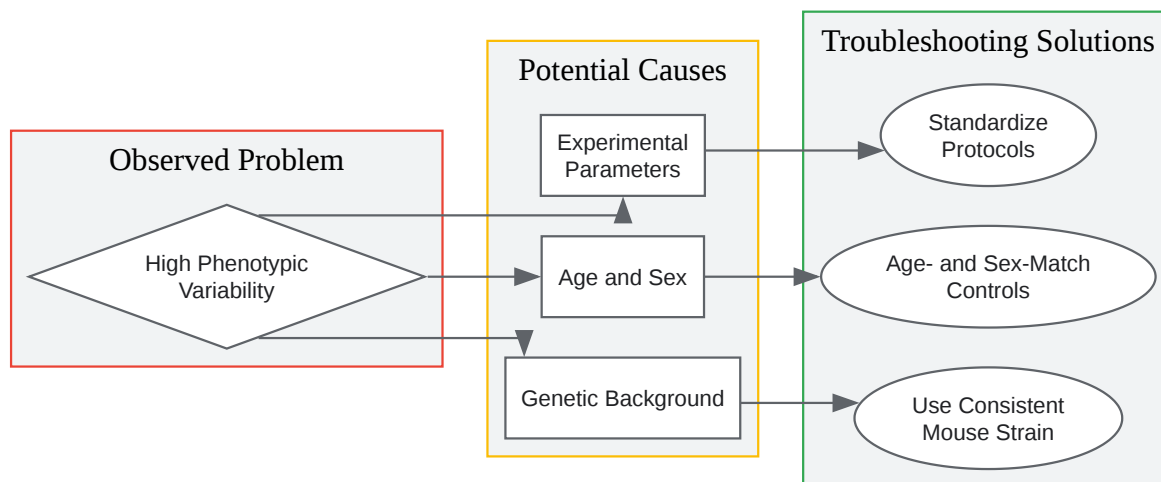 Observed Problem
High Phenotypic
Variability
Potential Causes
Experimental
Parameters
Age and Sex
Genetic Background
Troubleshooting Solutions
Standardize
Protocols
Age- and Sex-Match
Controls
Use Consistent
Mouse Strain